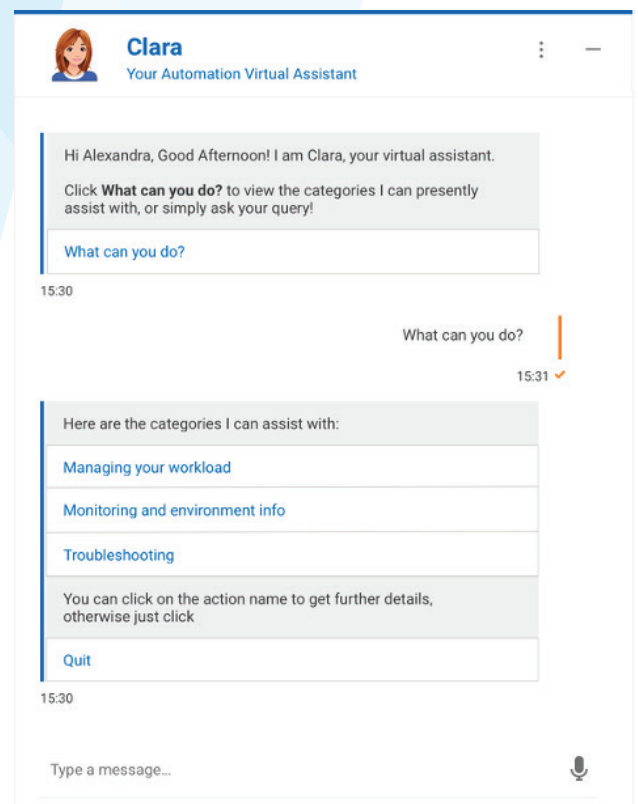 Clara
Your Automation Virtual Assistant
Hi Alexandra, Good Afternoon! I am Clara, your virtual assistant.
Click What can you do? to view the categories I can presently
assist with, or simply ask your query!
What can you do?
15:30
What can you do?
15:31
Here are the categories I can assist with:
Managing your workload
Monitoring and environment info
Troubleshooting
You can click on the action name to get further details,
otherwise just click
Quit
15:30
Type a message...